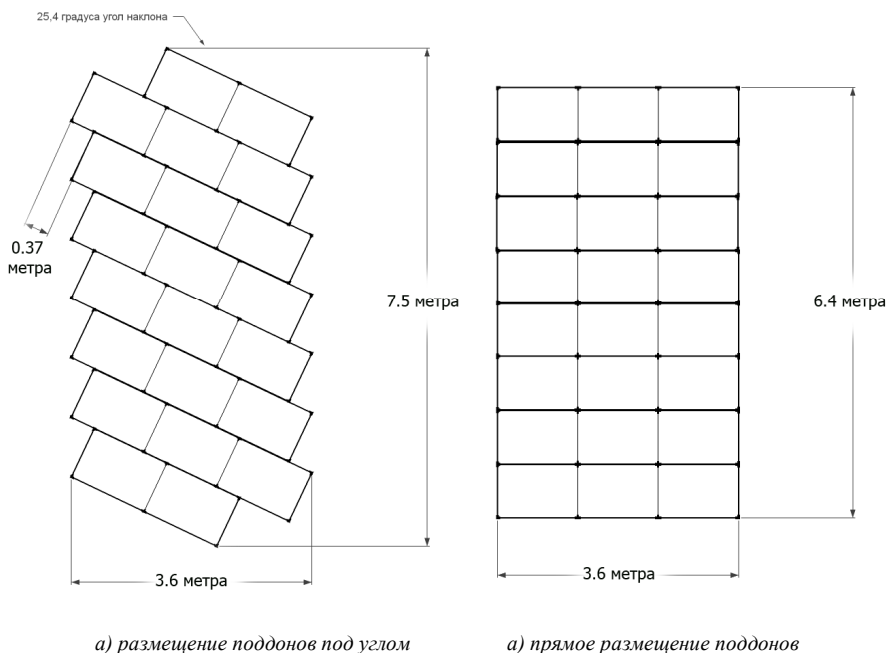 25,4 градуса угол наклона
0.37
метра
7.5 метра
3.6 метра
6.4 метра
3.6 метра
а) размещение поддонов под углом
а) прямое размещение поддонов